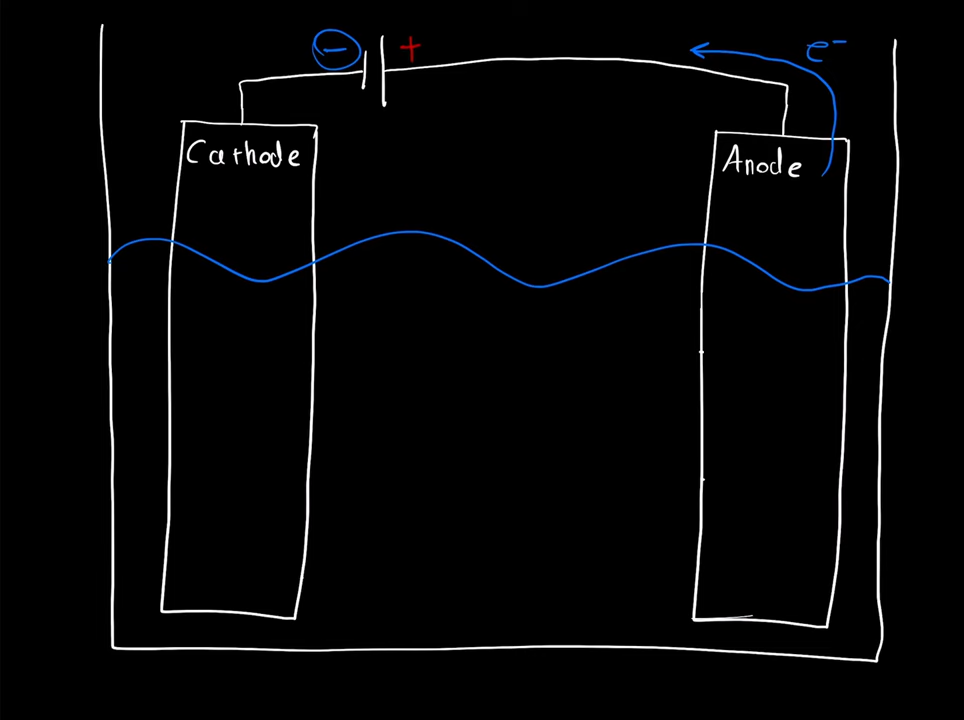 − + e⁻
Cathode
Anode